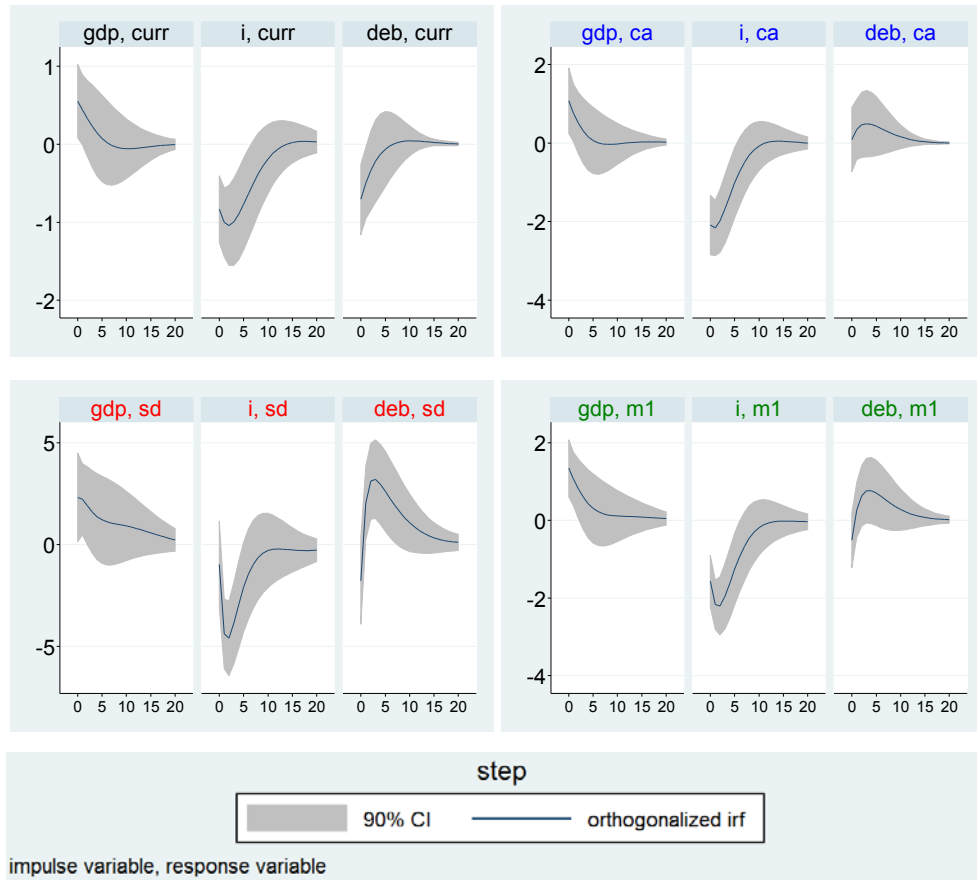 gdp, curr i, curr deb, curr
1
0
-1
-2
0 5 10 15 20 0 5 10 15 20 0 5 10 15 20
gdp, ca i, ca deb, ca
2
0
-2
-4
0 5 10 15 20 0 5 10 15 20 0 5 10 15 20
gdp, sd i, sd deb, sd
5
0
-5
0 5 10 15 20 0 5 10 15 20 0 5 10 15 20
gdp, m1 i, m1 deb, m1
2
0
-2
-4
0 5 10 15 20 0 5 10 15 20 0 5 10 15 20
step
90% CI orthogonalized irf
impulse variable, response variable